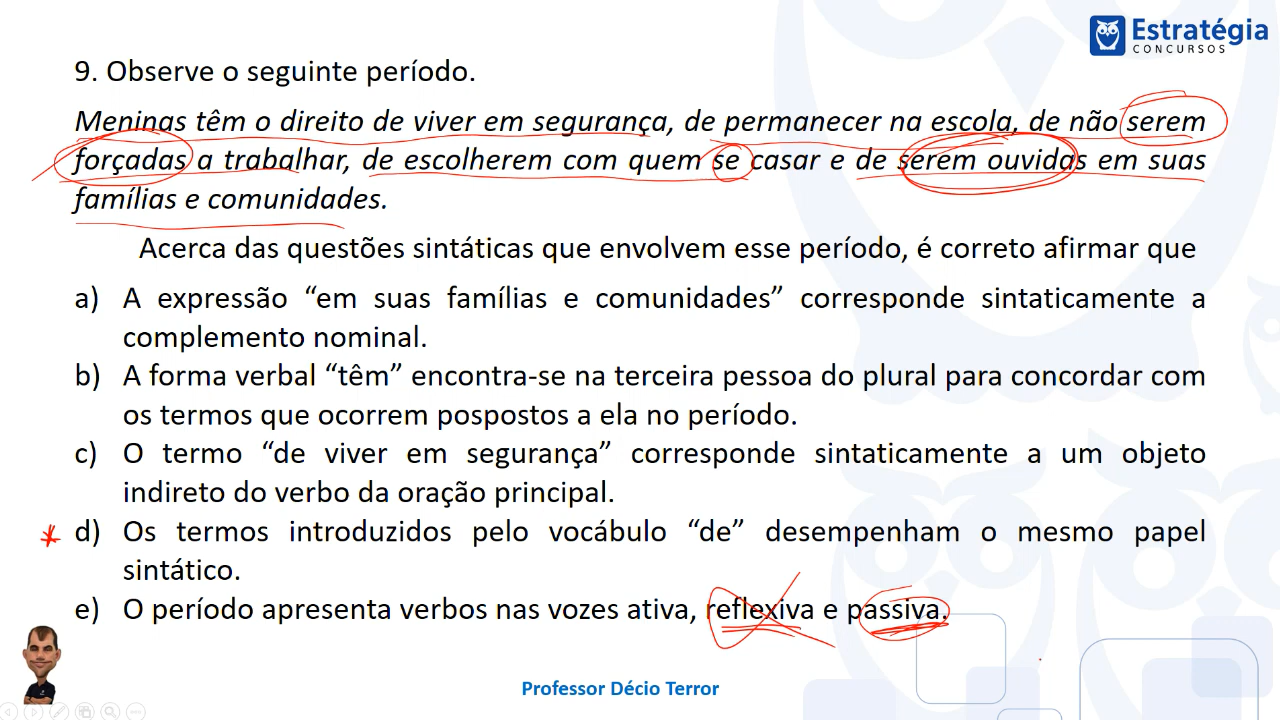 Estratégia
CONCURSOS
9. Observe o seguinte período.
Meninas têm o direito de viver em segurança, de permanecer na escola, de não serem
forçadas a trabalhar, de escolherem com quem se casar e de serem ouvidas em suas
famílias e comunidades.
Acerca das questões sintáticas que envolvem esse período, é correto afirmar que
a) A expressão “em suas famílias e comunidades” corresponde sintaticamente a
complemento nominal.
b) A forma verbal “têm” encontra-se na terceira pessoa do plural para concordar com
os termos que ocorrem pospostos a ela no período.
c) O termo “de viver em segurança” corresponde sintaticamente a um objeto
indireto do verbo da oração principal.
d) Os termos introduzidos pelo vocábulo “de” desempenham o mesmo papel
sintático.
e) O período apresenta verbos nas vozes ativa, reflexiva e passiva.
Professor Décio Terror